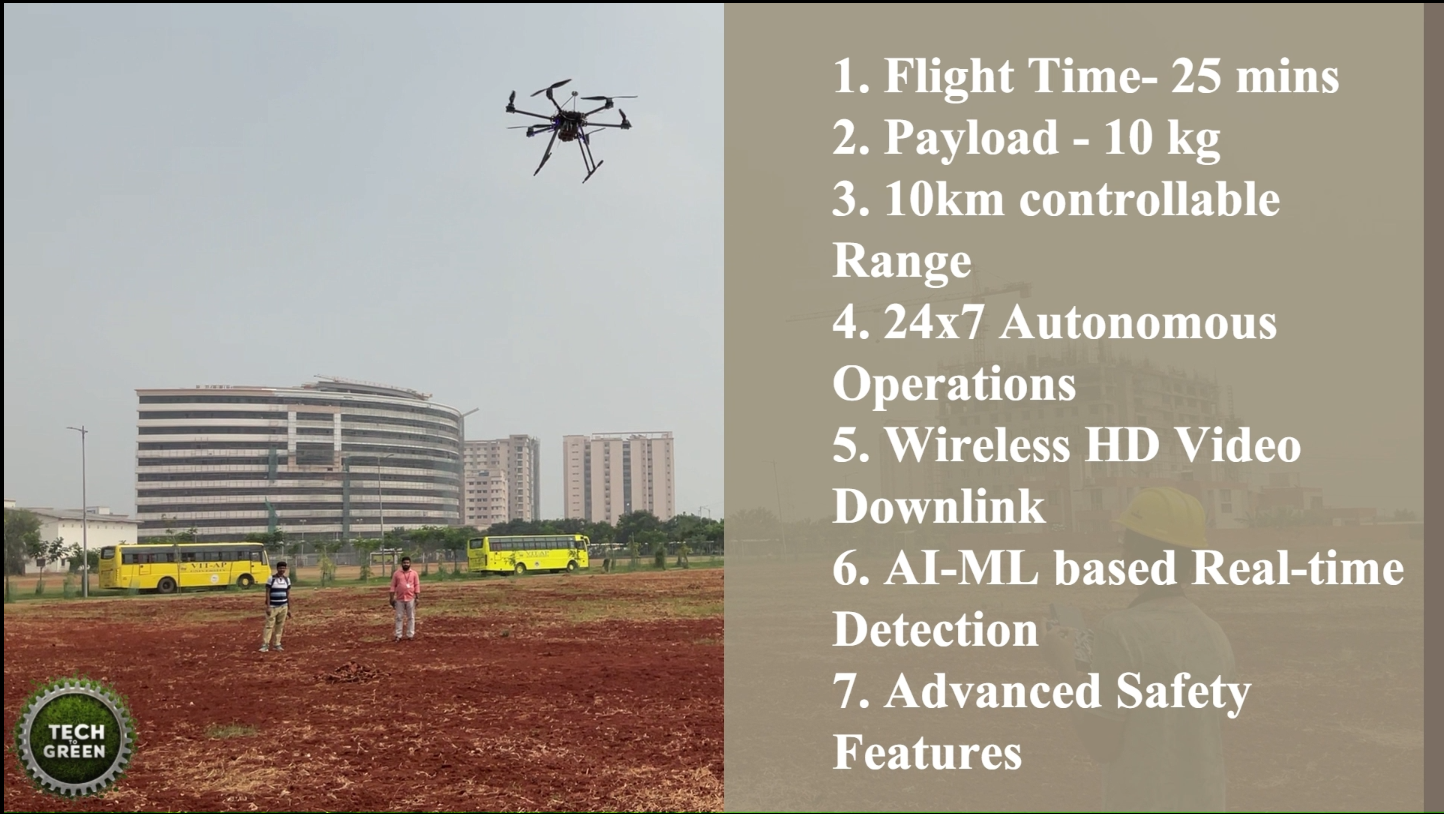 1. Flight Time- 25 mins
2. Payload - 10 kg
3. 10km controllable
Range
4. 24x7 Autonomous
Operations
5. Wireless HD Video
Downlink
6. AI-ML based Real-time
Detection
7. Advanced Safety
Features
VIT-AP
VIT-AP
TECH
TO
GREEN